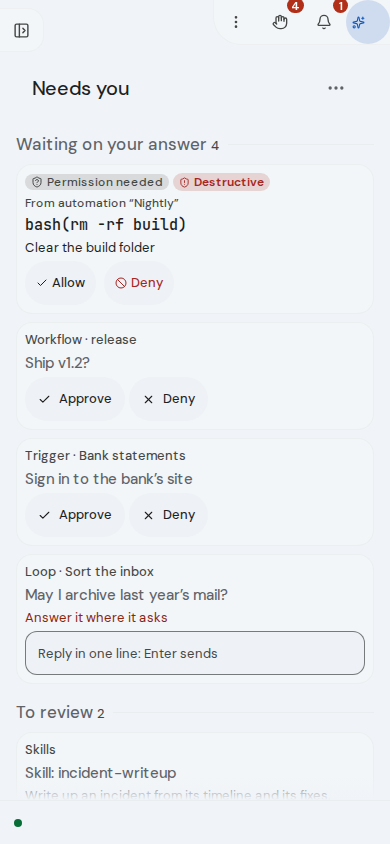 4
1
Needs you
Waiting on your answer 4
Permission needed Destructive
From automation “Nightly”
bash(rm -rf build)
Clear the build folder
Allow Deny
Workflow · release
Ship v1.2?
Approve Deny
Trigger · Bank statements
Sign in to the bank’s site
Approve Deny
Loop · Sort the inbox
May I archive last year’s mail?
Answer it where it asks
Reply in one line: Enter sends
To review 2
Skills
Skill: incident-writeup
Write up an incident from its timeline and its fixes